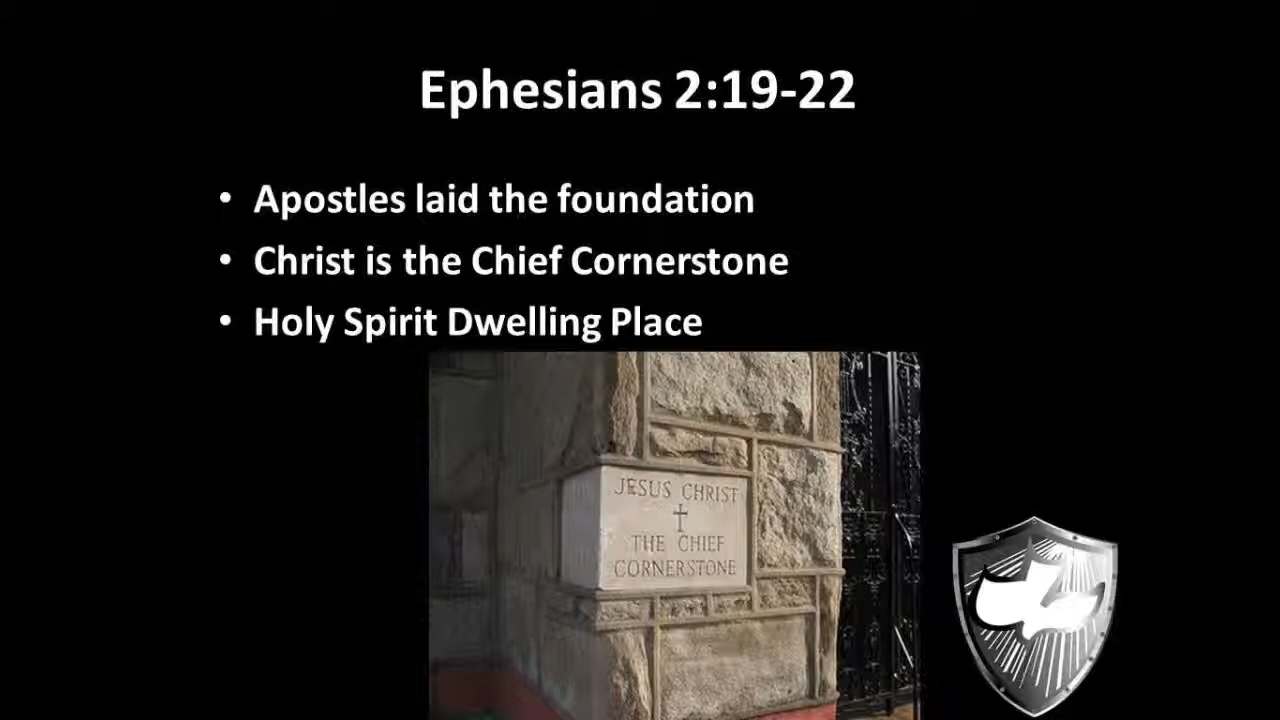 Ephesians 2:19-22
• Apostles laid the foundation
• Christ is the Chief Cornerstone
• Holy Spirit Dwelling Place
JESUS CHRIST
THE CHIEF
CORNERSTONE